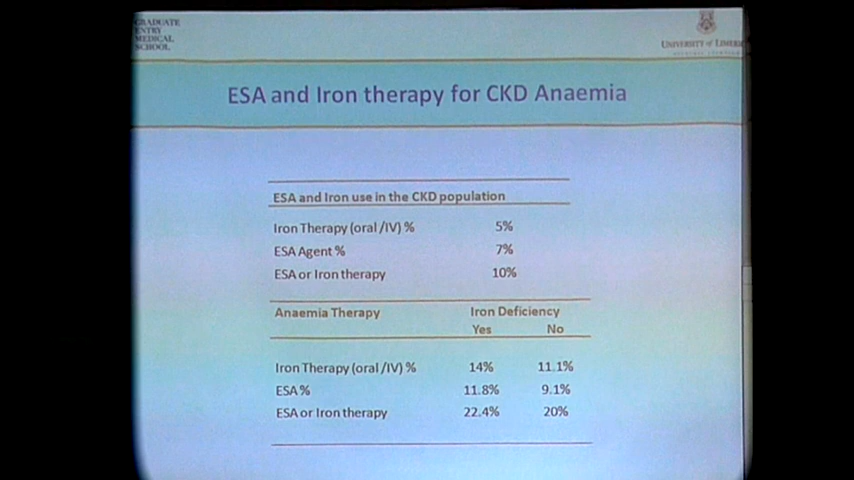 GRADUATE
ENTRY
MEDICAL
SCHOOL
UNIVERSITY of LIMERICK
ESA and Iron therapy for CKD Anaemia
ESA and Iron use in the CKD population
Iron Therapy (oral /IV) % 5%
ESA Agent % 7%
ESA or Iron therapy 10%
Anaemia Therapy Iron Deficiency
Yes No
Iron Therapy (oral /IV) % 14% 11.1%
ESA % 11.8% 9.1%
ESA or Iron therapy 22.4% 20%